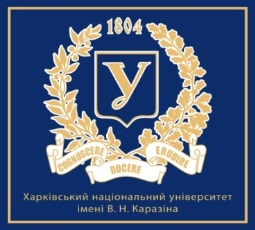 1804
У
COGNOSCERE
DOCERE
ERUDIRE
Харківський національний університет
імені В. Н. Каразіна